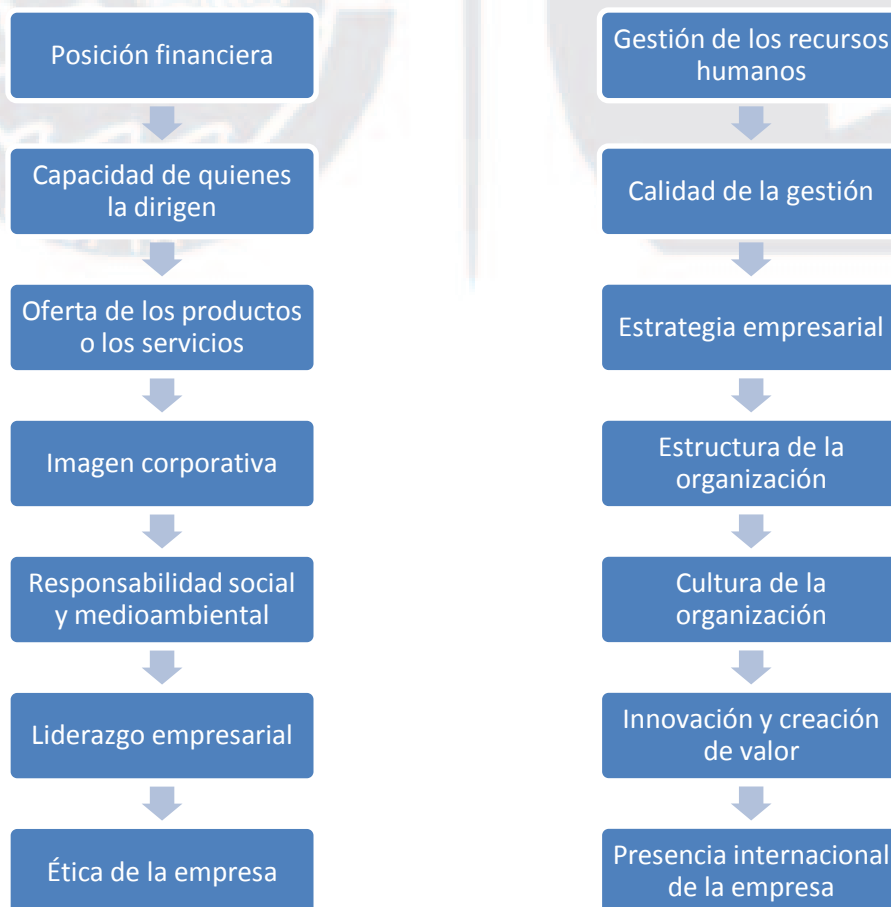 Posición financiera
Capacidad de quienes
la dirigen
Oferta de los productos
o los servicios
Imagen corporativa
Responsabilidad social
y medioambiental
Liderazgo empresarial
Ética de la empresa
Gestión de los recursos
humanos
Calidad de la gestión
Estrategia empresarial
Estructura de la
organización
Cultura de la
organización
Innovación y creación
de valor
Presencia internacional
de la empresa